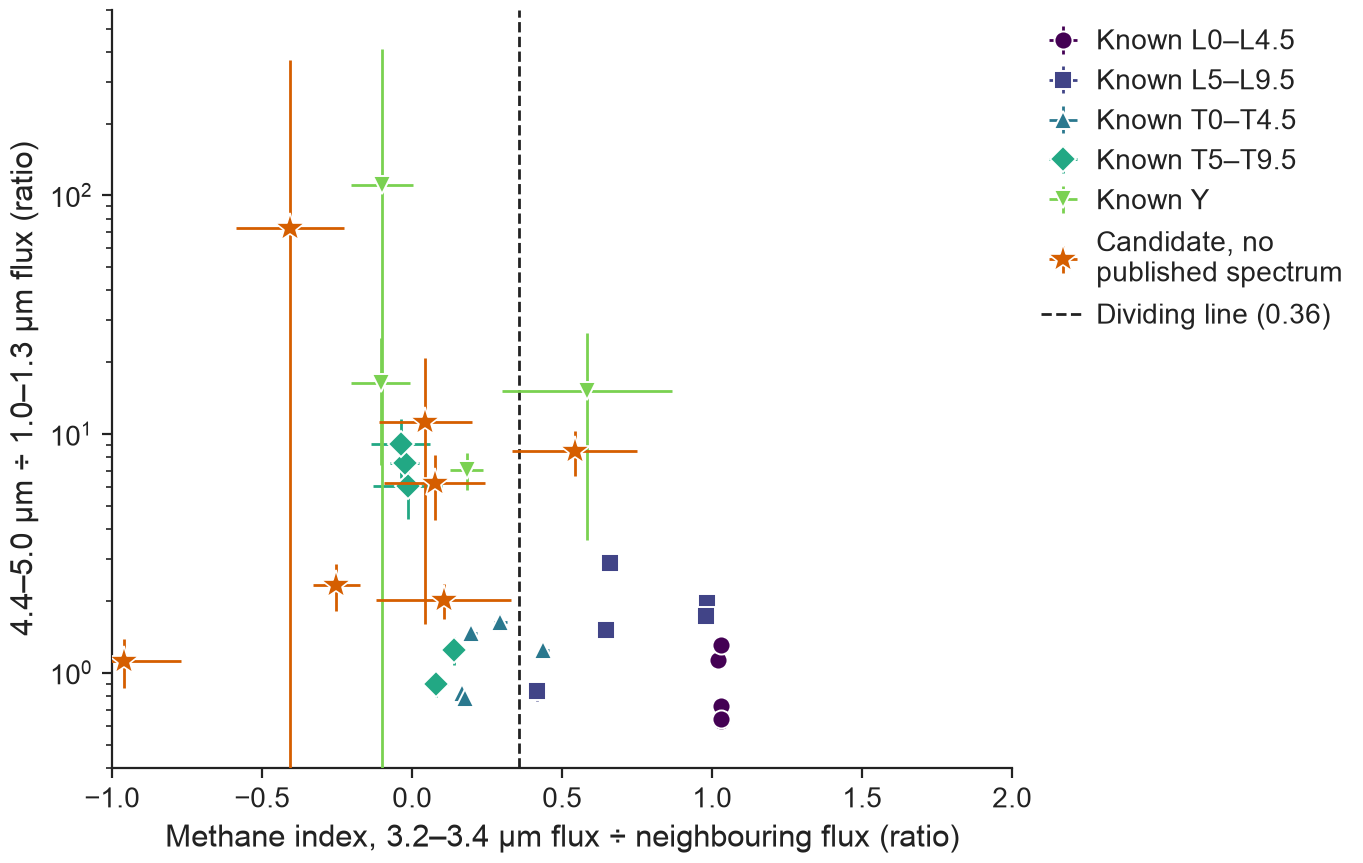 4.4–5.0 µm ÷ 1.0–1.3 µm flux (ratio)
10²
10¹
10⁰
−1.0
−0.5
0.0
0.5
1.0
1.5
2.0
Methane index, 3.2–3.4 µm flux ÷ neighbouring flux (ratio)
Known L0–L4.5
Known L5–L9.5
Known T0–T4.5
Known T5–T9.5
Known Y
Candidate, no
published spectrum
Dividing line (0.36)